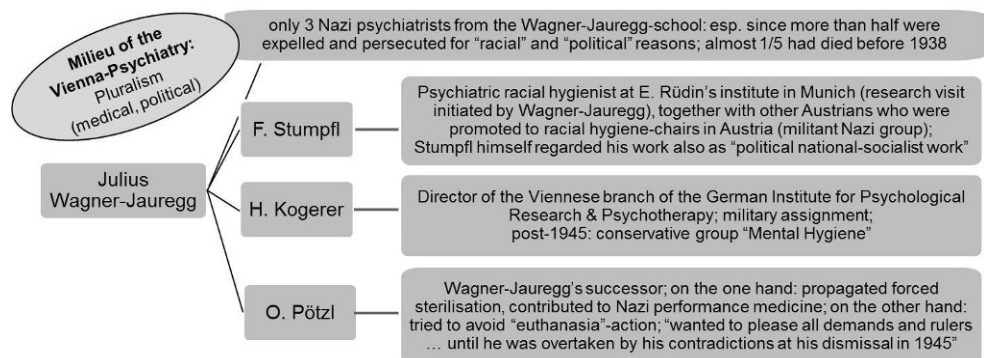 Milieu of the
Vienna-Psychiatry:
Pluralism
(medical, political)
only 3 Nazi psychiatrists from the Wagner-Jauregg-school: esp. since more than half were
expelled and persecuted for “racial” and “political” reasons; almost 1/5 had died before 1938
Julius
Wagner-Jauregg
F. Stumpfl
Psychiatric racial hygienist at E. Rüdin’s institute in Munich (research visit
initiated by Wagner-Jauregg), together with other Austrians who were
promoted to racial hygiene-chairs in Austria (militant Nazi group);
Stumpfl himself regarded his work also as “political national-socialist work”
H. Kogerer
Director of the Viennese branch of the German Institute for Psychological
Research & Psychotherapy; military assignment;
post-1945: conservative group “Mental Hygiene”
O. Pötzl
Wagner-Jauregg’s successor; on the one hand: propagated forced
sterilisation, contributed to Nazi performance medicine; on the other hand:
tried to avoid “euthanasia”-action; “wanted to please all demands and rulers
… until he was overtaken by his contradictions at his dismissal in 1945”